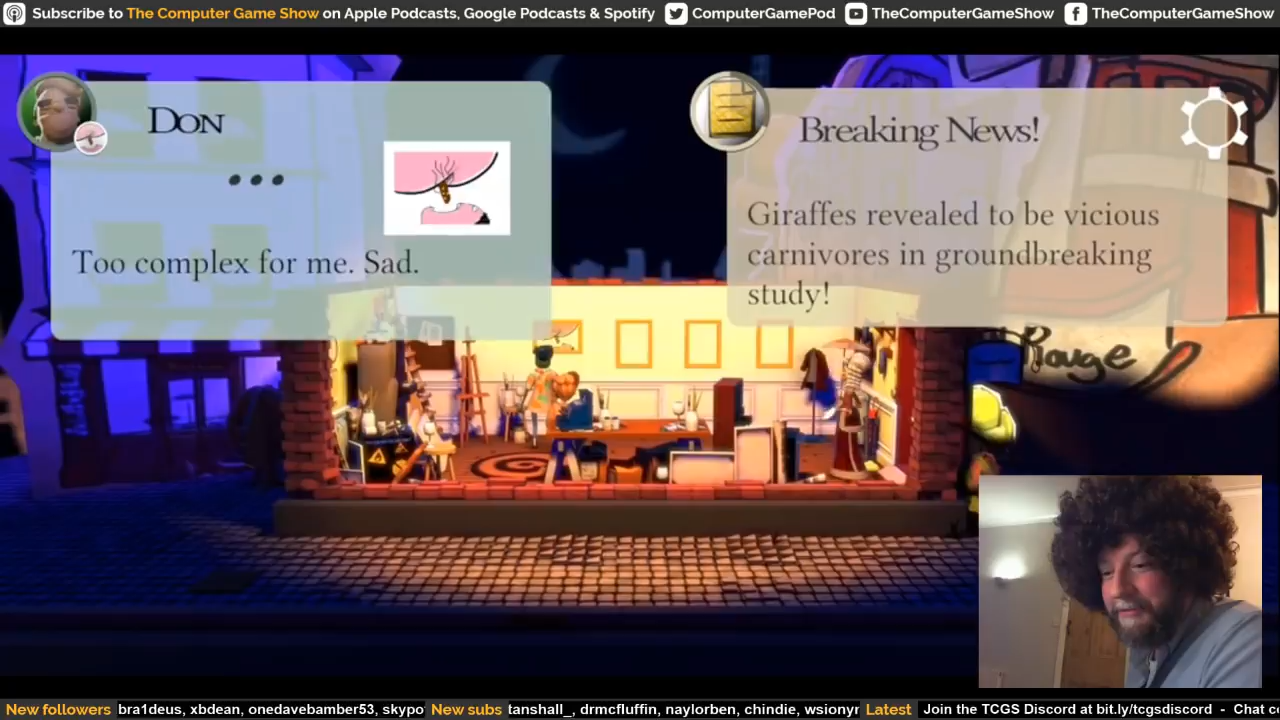 Subscribe to The Computer Game Show on Apple Podcasts, Google Podcasts & Spotify ComputerGamePod TheComputerGameShow TheComputerGameShow
Don
Too complex for me. Sad.
Breaking News!
Giraffes revealed to be vicious
carnivores in groundbreaking
study!
Rouge
New followers bra1deus, xbdean, onedavebamber53, skypo New subs tanshall_, drmcfluffin, naylorben, chindie, wsionyr Latest Join the TCGS Discord at bit.ly/tcgsdiscord - Chat c